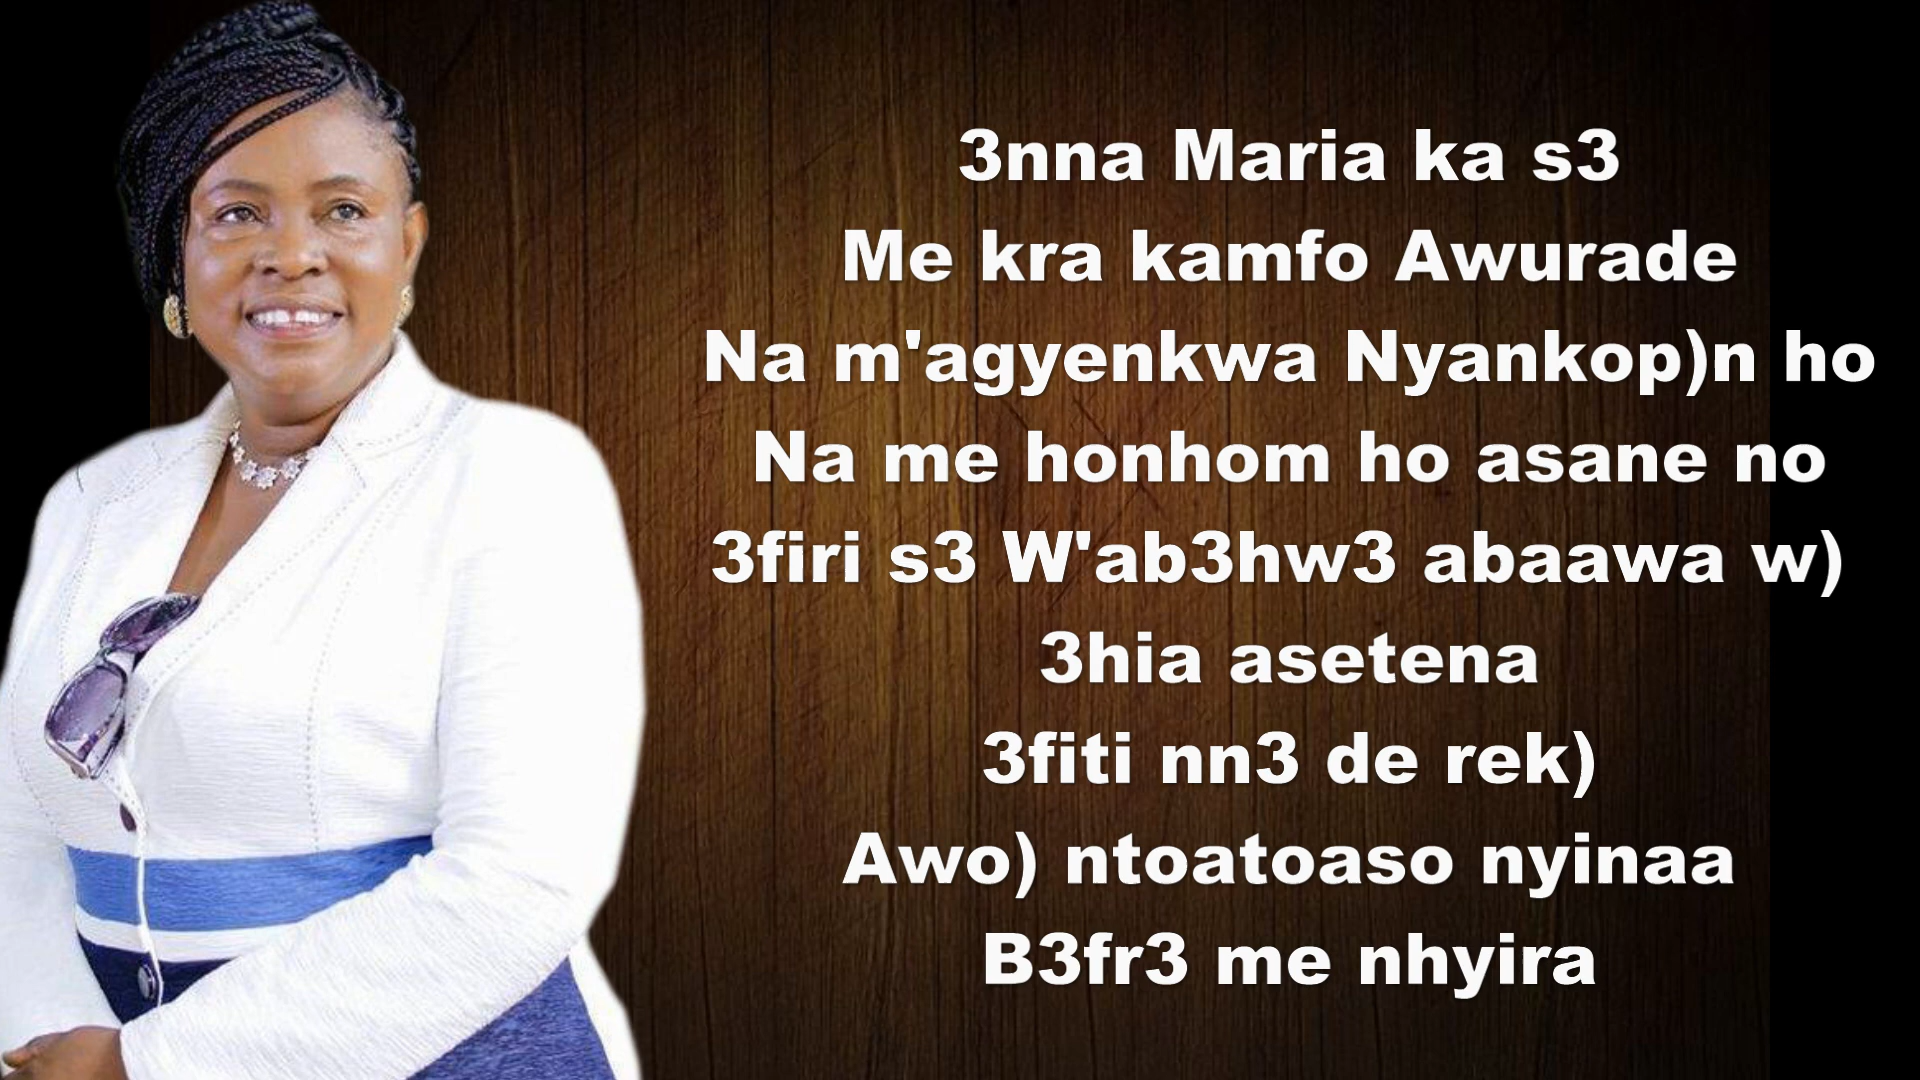 3nna Maria ka s3
Me kra kamfo Awurade
Na m'agyenkwa Nyankop)n ho
Na me honhom ho asane no
3firi s3 W'ab3hw3 abaawa w)
3hia asetena
3fiti nn3 de rek)
Awo) ntoatoaso nyinaa
B3fr3 me nhyira